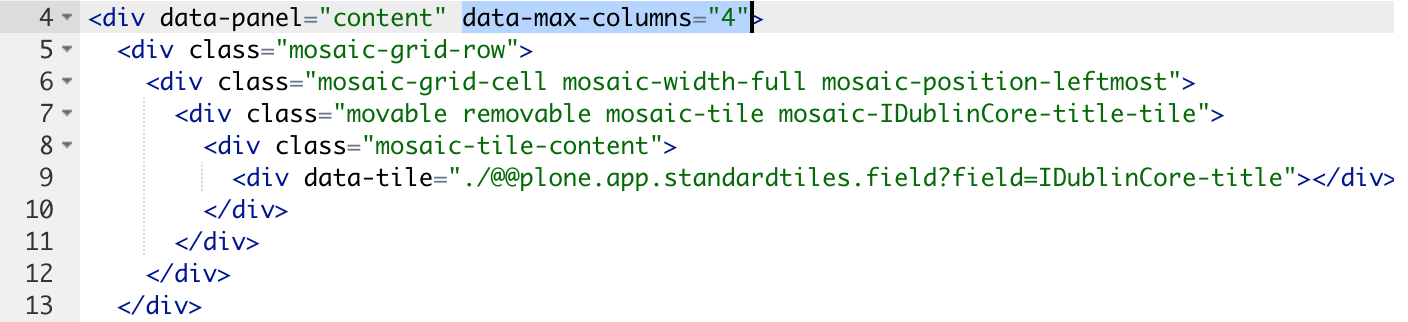 4 <div data-panel="content" data-max-columns="4">
5 <div class="mosaic-grid-row">
6 <div class="mosaic-grid-cell mosaic-width-full mosaic-position-leftmost">
7 <div class="movable removable mosaic-tile mosaic-IDublinCore-title-tile">
8 <div class="mosaic-tile-content">
9 <div data-tile="./@@plone.app.standardtiles.field?field=IDublinCore-title"></div>
10 </div>
11 </div>
12 </div>
13 </div>